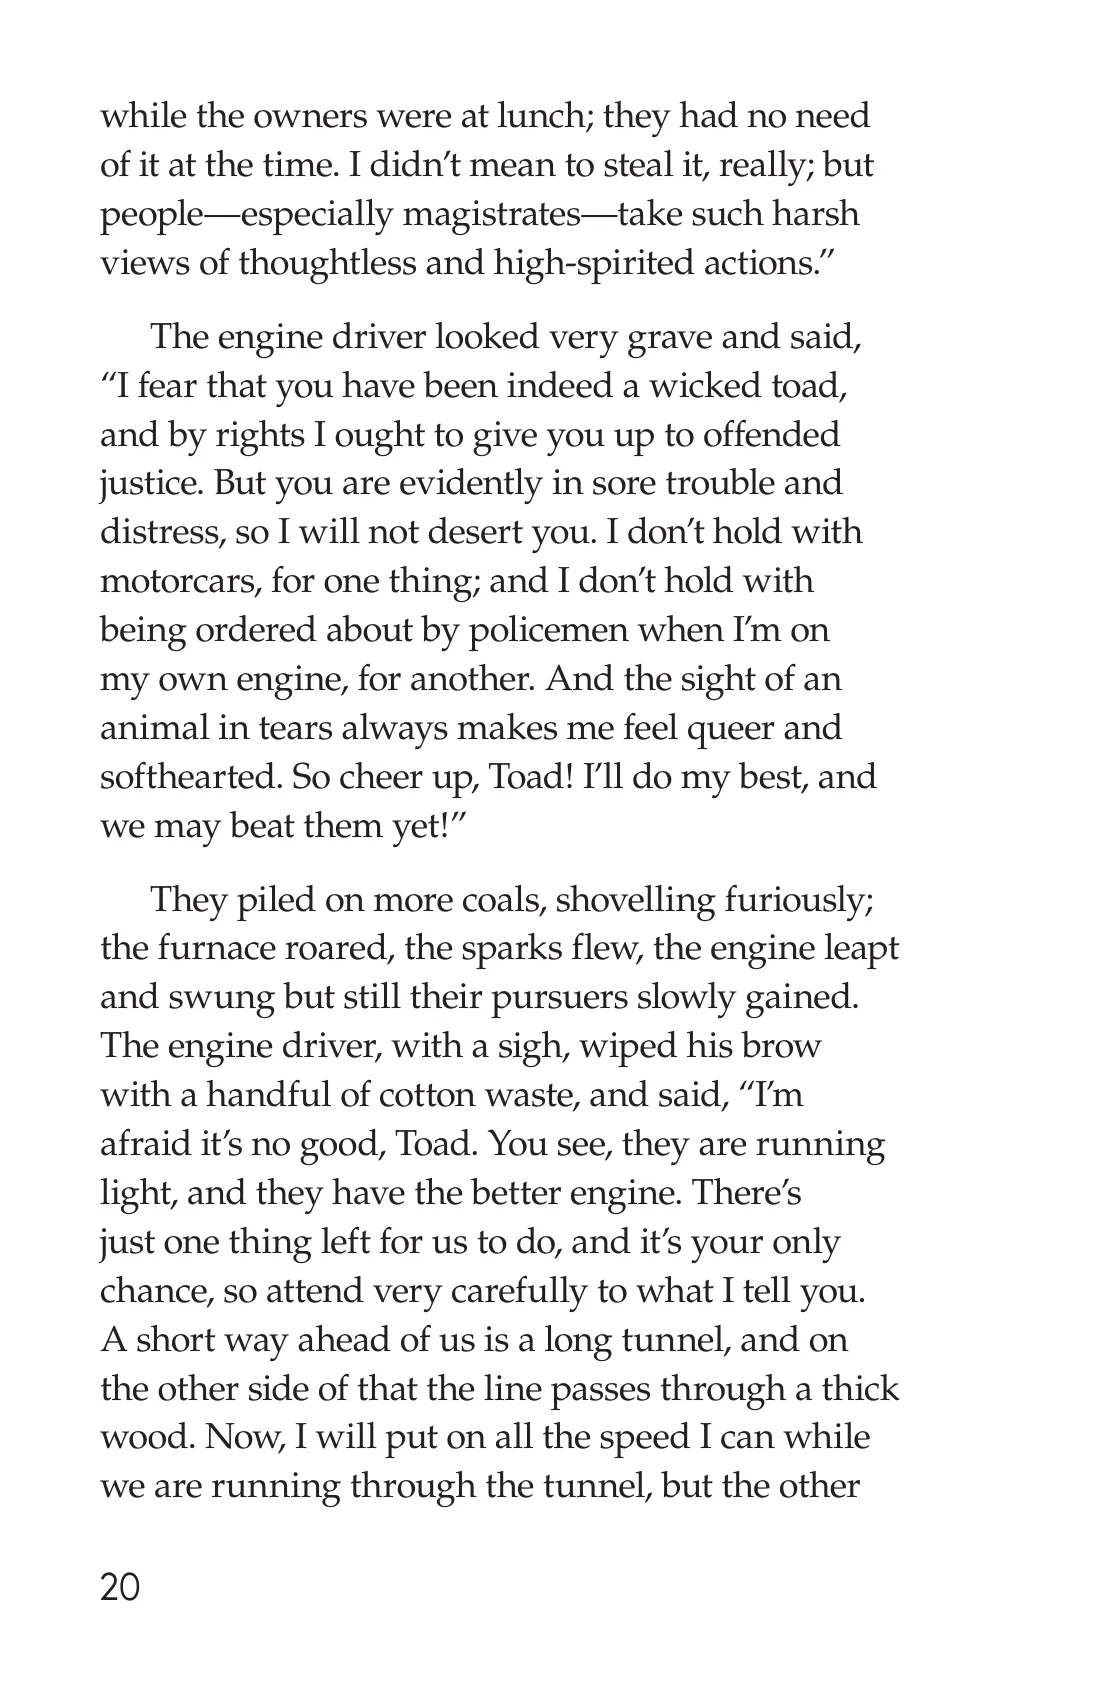 while the owners were at lunch; they had no need
of it at the time. I didn’t mean to steal it, really; but
people—especially magistrates—take such harsh
views of thoughtless and high-spirited actions.”
The engine driver looked very grave and said,
“I fear that you have been indeed a wicked toad,
and by rights I ought to give you up to offended
justice. But you are evidently in sore trouble and
distress, so I will not desert you. I don’t hold with
motorcars, for one thing; and I don’t hold with
being ordered about by policemen when I’m on
my own engine, for another. And the sight of an
animal in tears always makes me feel queer and
softhearted. So cheer up, Toad! I’ll do my best, and
we may beat them yet!”
They piled on more coals, shovelling furiously;
the furnace roared, the sparks flew, the engine leapt
and swung but still their pursuers slowly gained.
The engine driver, with a sigh, wiped his brow
with a handful of cotton waste, and said, “I’m
afraid it’s no good, Toad. You see, they are running
light, and they have the better engine. There’s
just one thing left for us to do, and it’s your only
chance, so attend very carefully to what I tell you.
A short way ahead of us is a long tunnel, and on
the other side of that the line passes through a thick
wood. Now, I will put on all the speed I can while
we are running through the tunnel, but the other
20